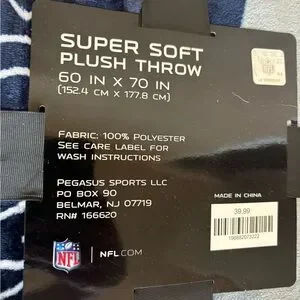 SUPER SOFT
PLUSH THROW
60 IN X 70 IN
(152.4 CM X 177.8 CM)
FABRIC: 100% POLYESTER
SEE CARE LABEL FOR
WASH INSTRUCTIONS
PEGASUS SPORTS LLC
PO BOX 90
BELMAR, NJ 07719
RN# 166620
NFL
NFL.COM
MADE IN CHINA
39.99